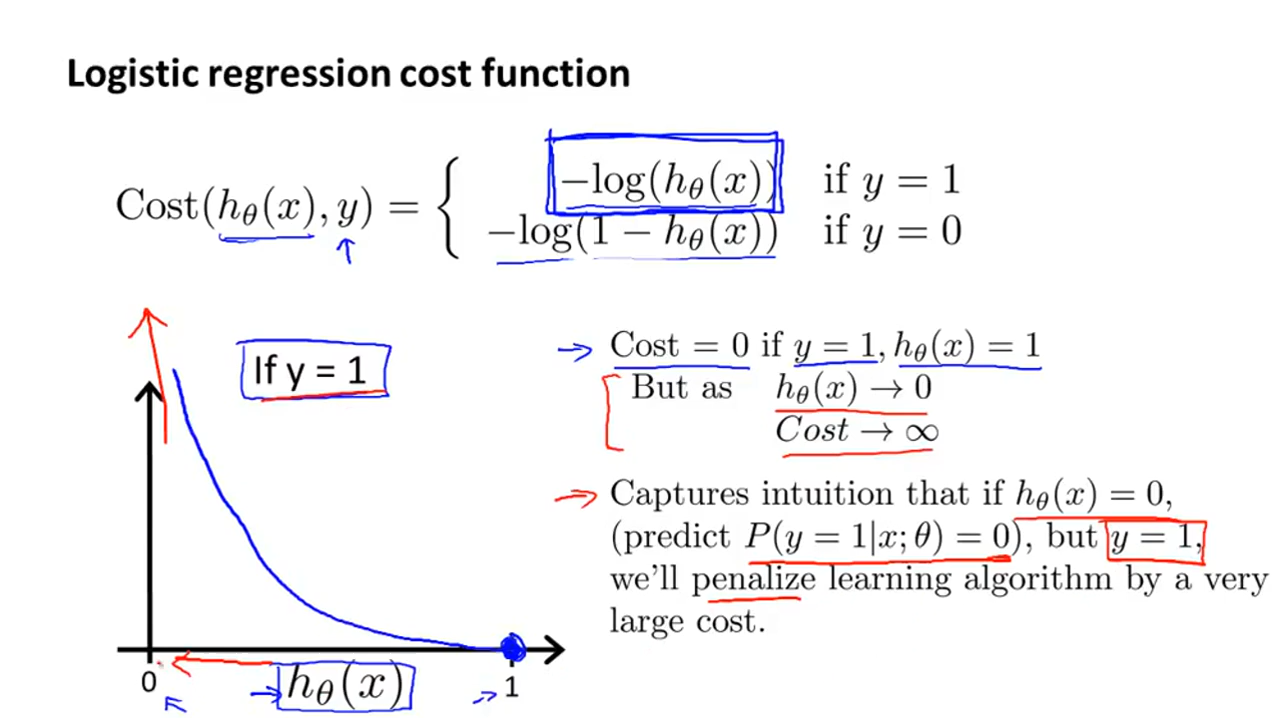 Logistic regression cost function
Cost(hθ(x), y) = {
−log(hθ(x)) if y = 1
−log(1 − hθ(x)) if y = 0
If y = 1
Cost = 0 if y = 1, hθ(x) = 1
But as hθ(x) → 0
Cost → ∞
Captures intuition that if hθ(x) = 0,
(predict P(y = 1|x; θ) = 0), but y = 1,
we'll penalize learning algorithm by a very
large cost.
0 hθ(x) 1